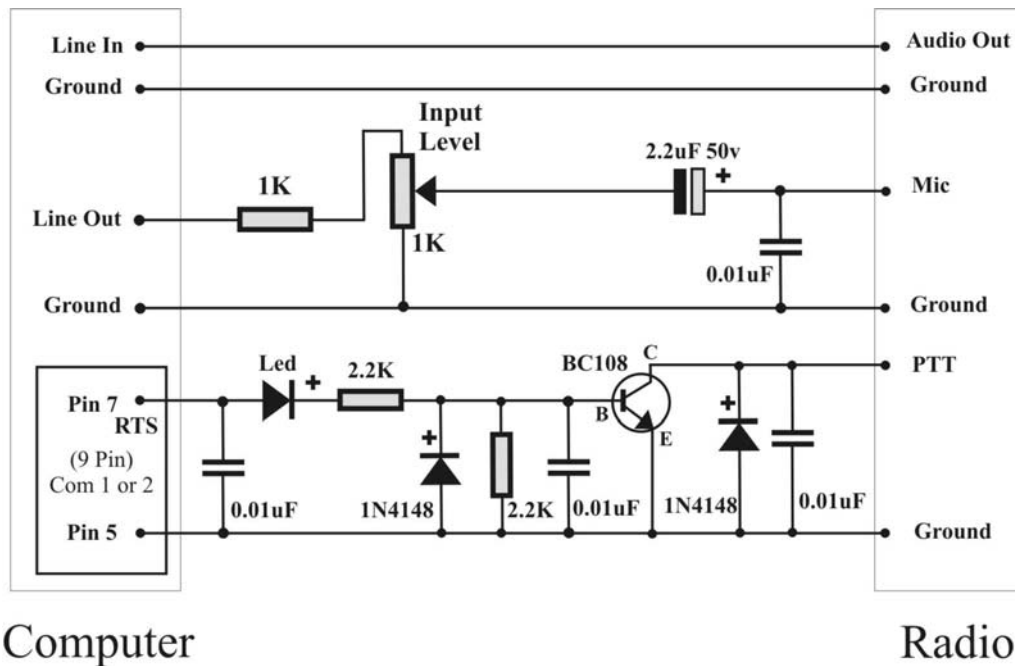 Line In
Audio Out
Ground
Ground
Input
Level
2.2uF 50v
+
1K
Mic
Line Out
1K
0.01uF
Ground
Ground
Led
+
2.2K
BC108
C
PTT
Pin 7
RTS
B
E
+
+
(9 Pin)
Com 1 or 2
0.01uF
1N4148
2.2K
0.01uF
1N4148
0.01uF
Pin 5
Ground
Computer
Radio